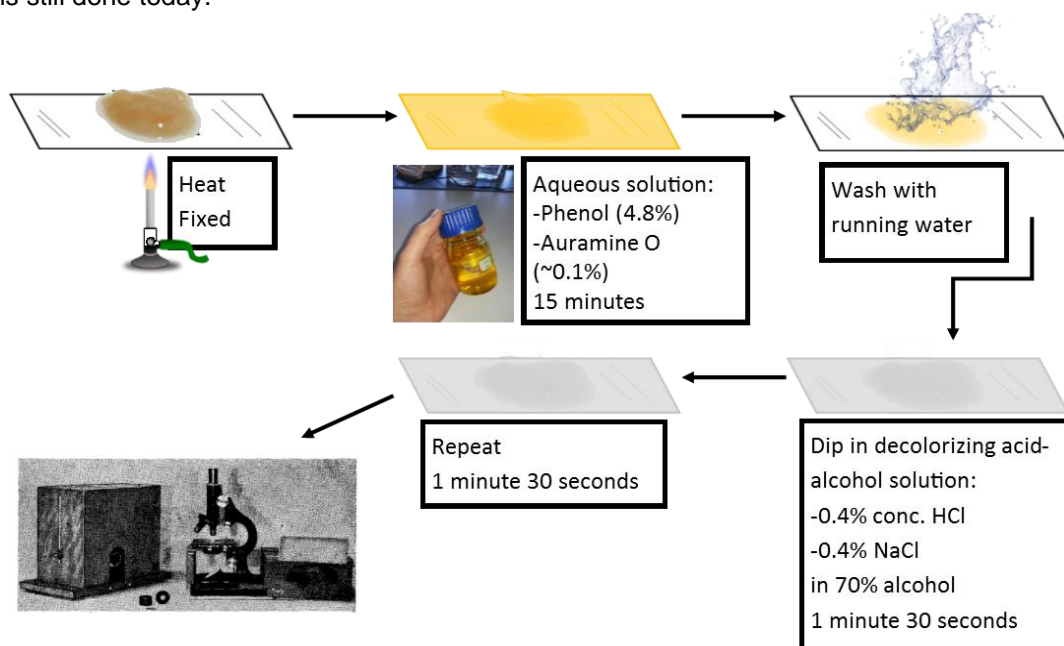 ns still done today.
Heat
Fixed
Aqueous solution:
-Phenol (4.8%)
-Auramine O
(~0.1%)
15 minutes
Wash with
running water
Dip in decolorizing acid-
alcohol solution:
-0.4% conc. HCl
-0.4% NaCl
in 70% alcohol
1 minute 30 seconds
Repeat
1 minute 30 seconds